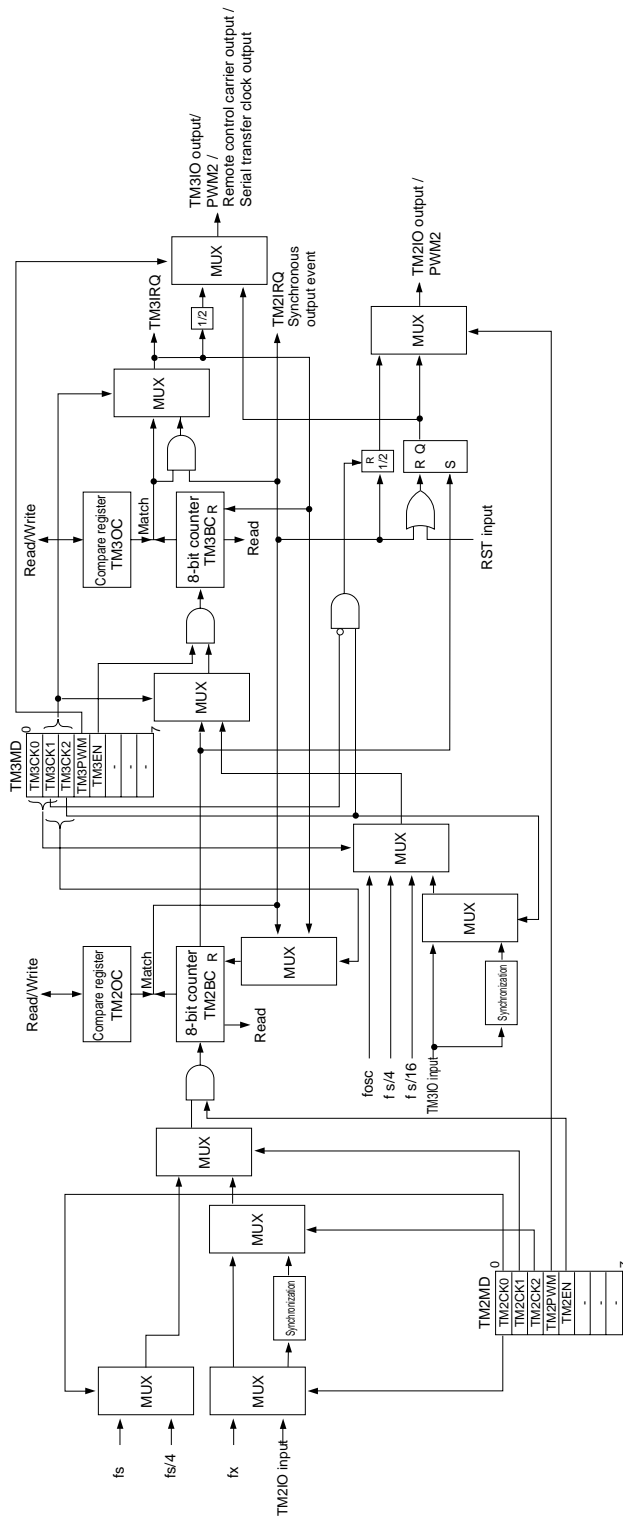 TM3MD
0
TM3CK0
TM3CK1
TM3CK2
TM3PWM
TM3EN
-
-
-
7
Read/Write
Compare register
TM3OC
Match
8-bit counter
TM3BC R
Read
MUX
MUX
TM3IRQ
1/2
MUX
TM3IO output/
PWM2 /
Remote control carrier output /
Serial transfer clock output
TM2IRQ
Synchronous
output event
Read/Write
Compare register
TM2OC
Match
8-bit counter
TM2BC R
Read
MUX
fosc
f s/4
f s/16
TM3IO input
MUX
MUX
Synchronization
R
1/2
R Q
S
RST input
MUX
TM2IO output /
PWM2
fs
fs/4
MUX
fx
TM2IO input
MUX
Synchronization
MUX
MUX
TM2MD
0
TM2CK0
TM2CK1
TM2CK2
TM2PWM
TM2EN
-
-
-
7